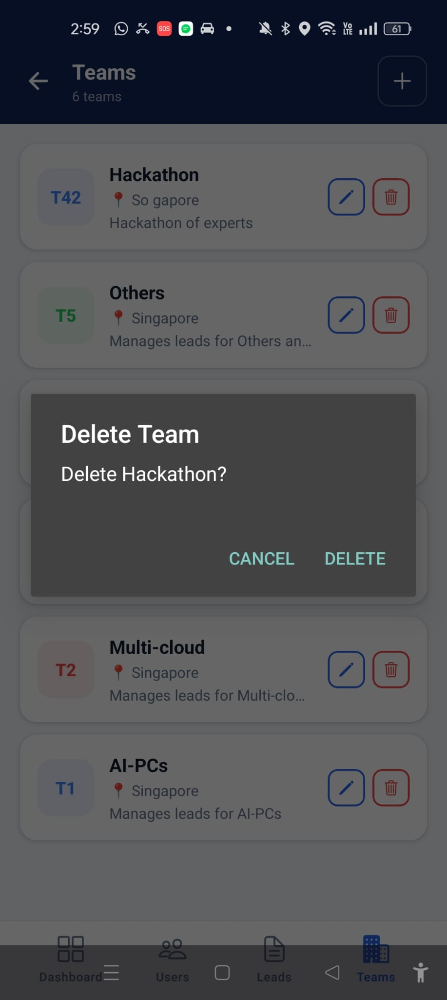 2:59
SOS
Vo
LTE
61
Teams
6 teams
T42
Hackathon
So gapore
Hackathon of experts
T5
Others
Singapore
Manages leads for Others an...
Delete Team
Delete Hackathon?
CANCEL
DELETE
T2
Multi-cloud
Singapore
Manages leads for Multi-clo...
T1
AI-PCs
Singapore
Manages leads for AI-PCs
Dashboard
Users
Leads
Teams